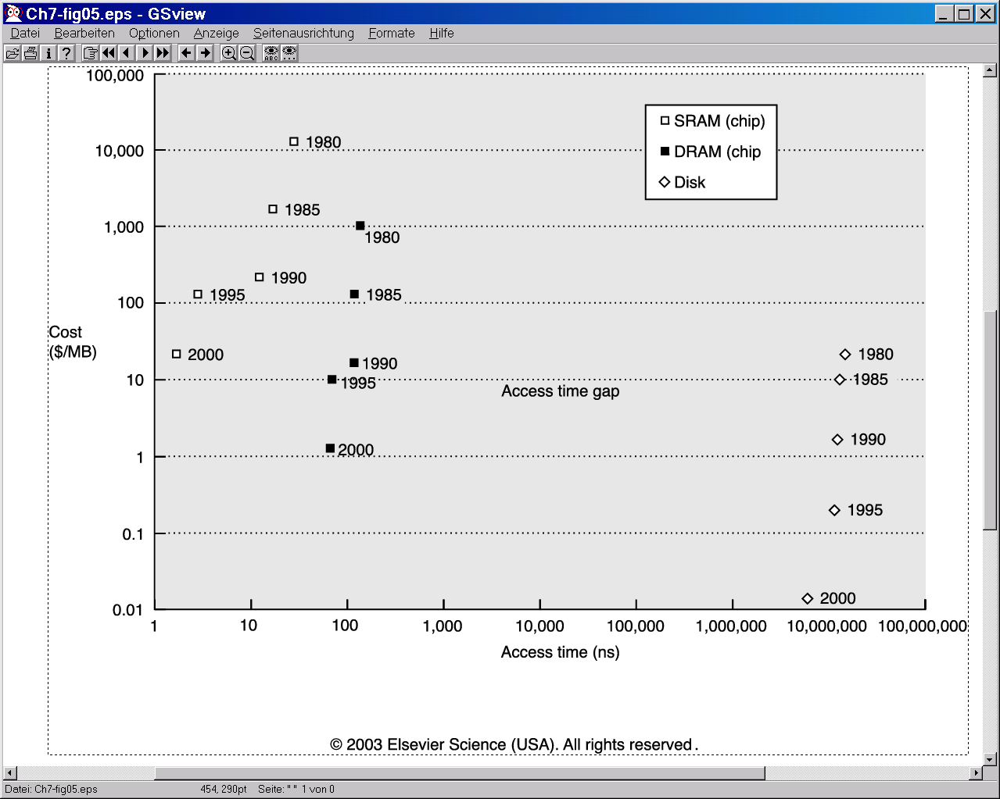 Ch7-fig05.eps - GSview
Datei Bearbeiten Optionen Anzeige Seitenausrichtung Formate Hilfe
100,000
SRAM (chip)
1980
10,000
DRAM (chip
Disk
1985
1,000
1980
1990
1995
1985
100
Cost
($/MB)
2000
1980
1990
10
1995
1985
Access time gap
1990
1
2000
1995
0.1
2000
0.01
1 10 100 1,000 10,000 100,000 1,000,000 10,000,000 100,000,000
Access time (ns)
© 2003 Elsevier Science (USA). All rights reserved.
Datei: Ch7-fig05.eps 454, 290pt Seite: " " 1 von 0